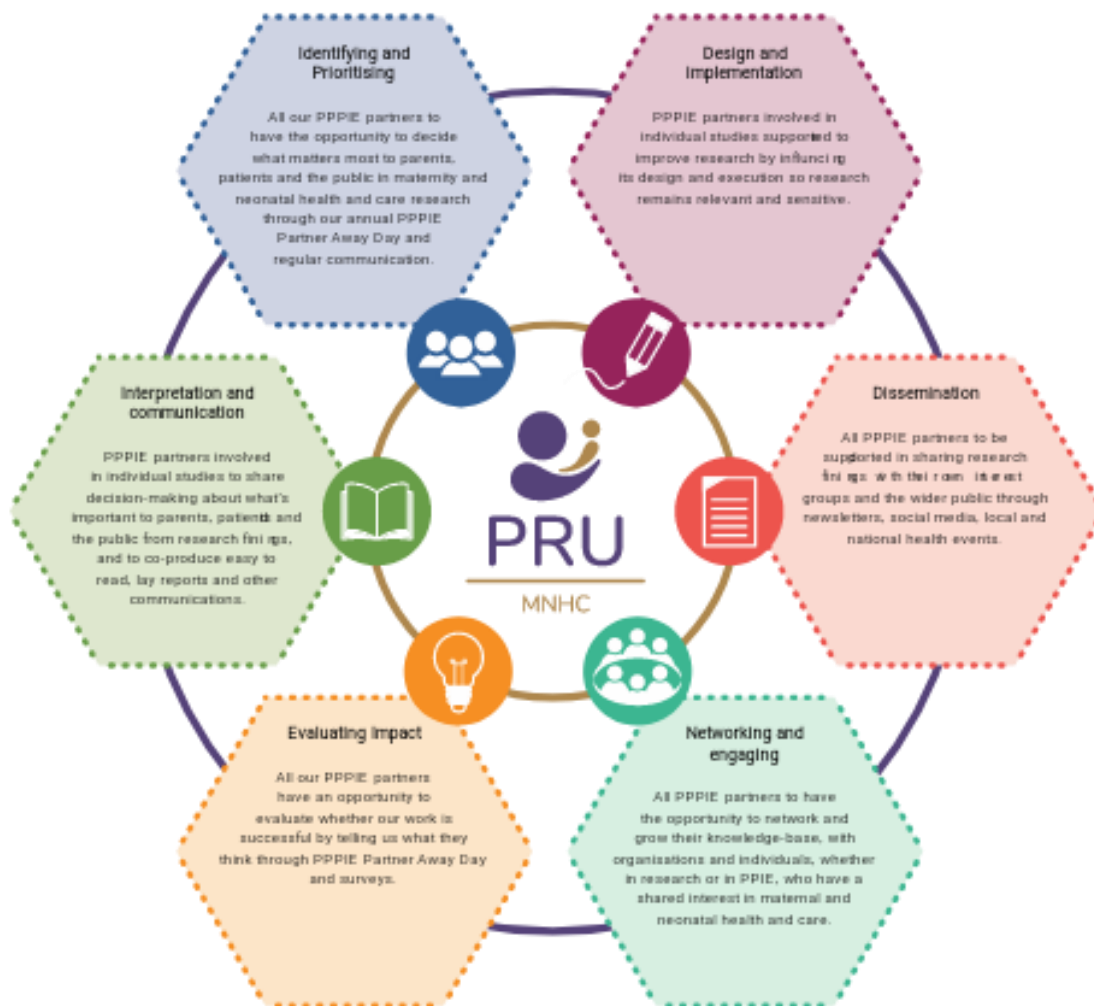 Identifying and
Prioritising
All our PPPIE partners to
have the opportunity to decide
what matters most to parents,
patients and the public in maternity and
neonatal health and care research
through our annual PPPIE
Partner Away Day and
regular communication.
Design and
Implementation
PPPIE partners involved in
individual studies supported to
improve research by influncing
its design and execution so research
remains relevant and sensitive.
Interpretation and
communication
PPPIE partners involved
in individual studies to share
decision-making about what's
important to parents, patients and
the public from research
and to co-produce easy to
read, lay reports and other
communications.
PRU
MNHC
Dissemination
All PPPIE partners to be
supported in sharing research
with their own interest
groups and the wider public through
newsletters, social media, local and
national health events.
Evaluating Impact
All our PPPIE partners
have an opportunity to
evaluate whether our work is
successful by telling us what they
think through PPPIE Partner Away Day
and surveys.
Networking and
engaging
All PPPIE partners to have
the opportunity to network and
grow their knowledge-base, with
organisations and individuals, whether
in research or in PPIE, who have a
shared interest in maternal and
neonatal health and care.